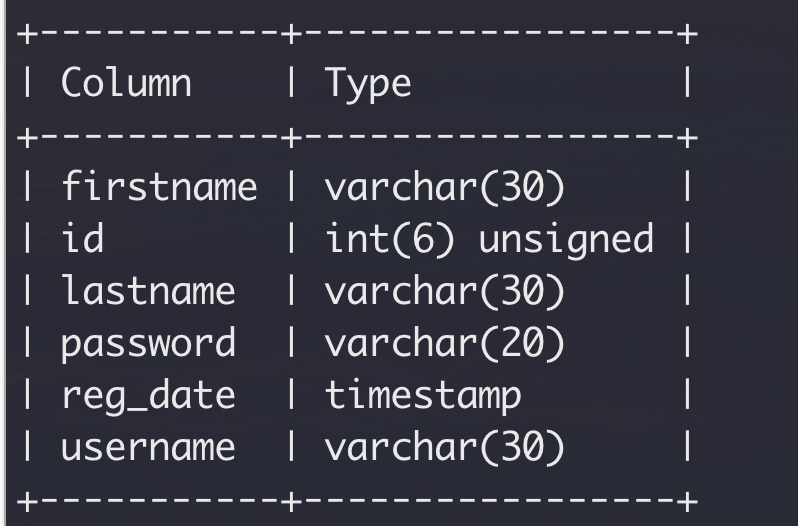 +-----------+-----------------+
| Column    | Type            |
+-----------+-----------------+
| firstname | varchar(30)     |
| id        | int(6) unsigned |
| lastname  | varchar(30)     |
| password  | varchar(20)     |
| reg_date  | timestamp       |
| username  | varchar(30)     |
+-----------+-----------------+